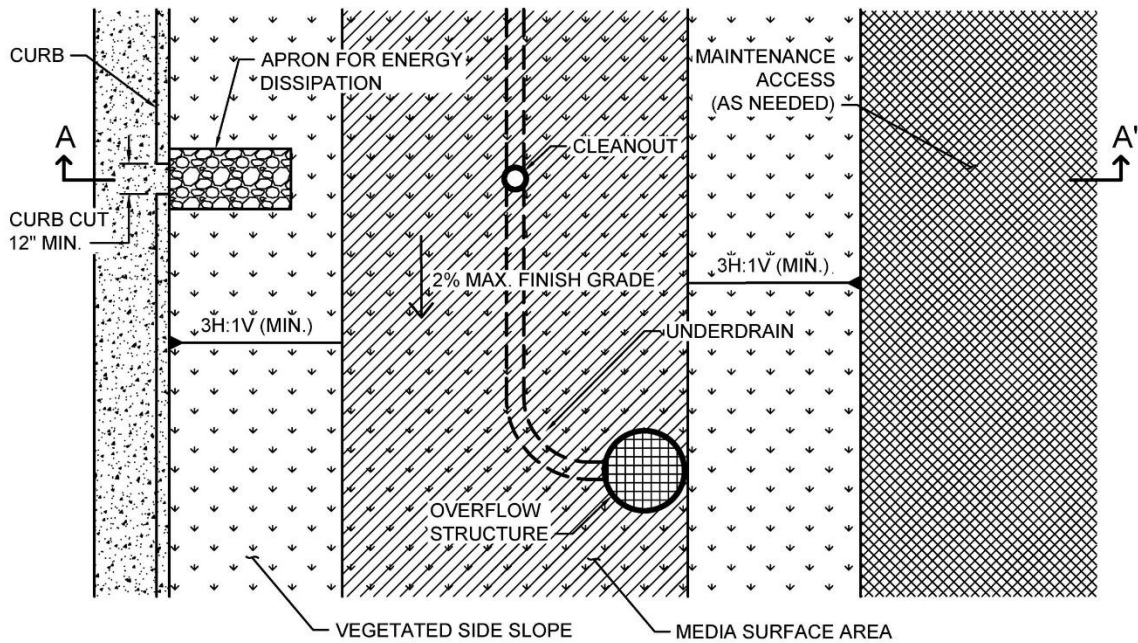 CURB
APRON FOR ENERGY
DISSIPATION
MAINTENANCE
ACCESS
(AS NEEDED)
A
A'
CLEANOUT
CURB CUT
12" MIN.
2% MAX. FINISH GRADE
3H:1V (MIN.)
3H:1V (MIN.)
UNDERDRAIN
OVERFLOW
STRUCTURE
VEGETATED SIDE SLOPE
MEDIA SURFACE AREA